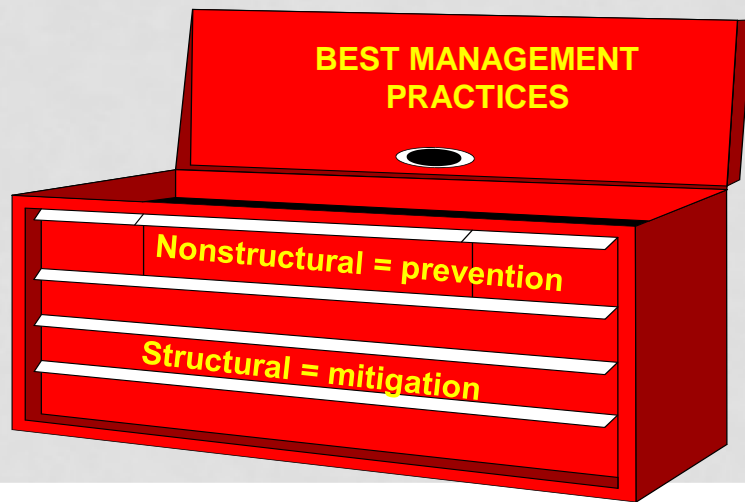 BEST MANAGEMENT
PRACTICES
Nonstructural = prevention
Structural = mitigation